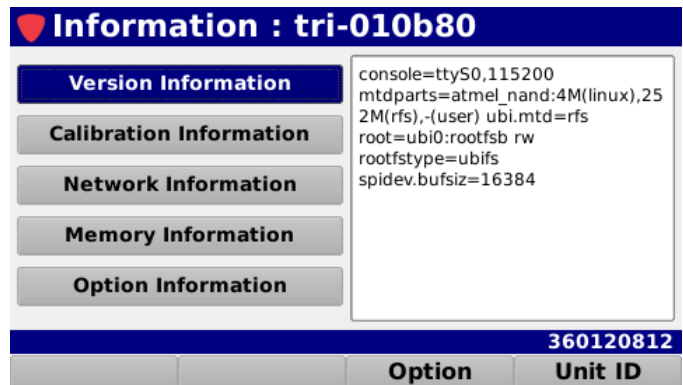 Information : tri-010b80
Version Information
Calibration Information
Network Information
Memory Information
Option Information
console=ttyS0,115200
mtdparts=atmel_nand:4M(linux),25
2M(rfs),-(user) ubi.mtd=rfs
root=ubi0:rootfsb rw
rootfstype=ubifs
spidev.bufsiz=16384
360120812
Option
Unit ID